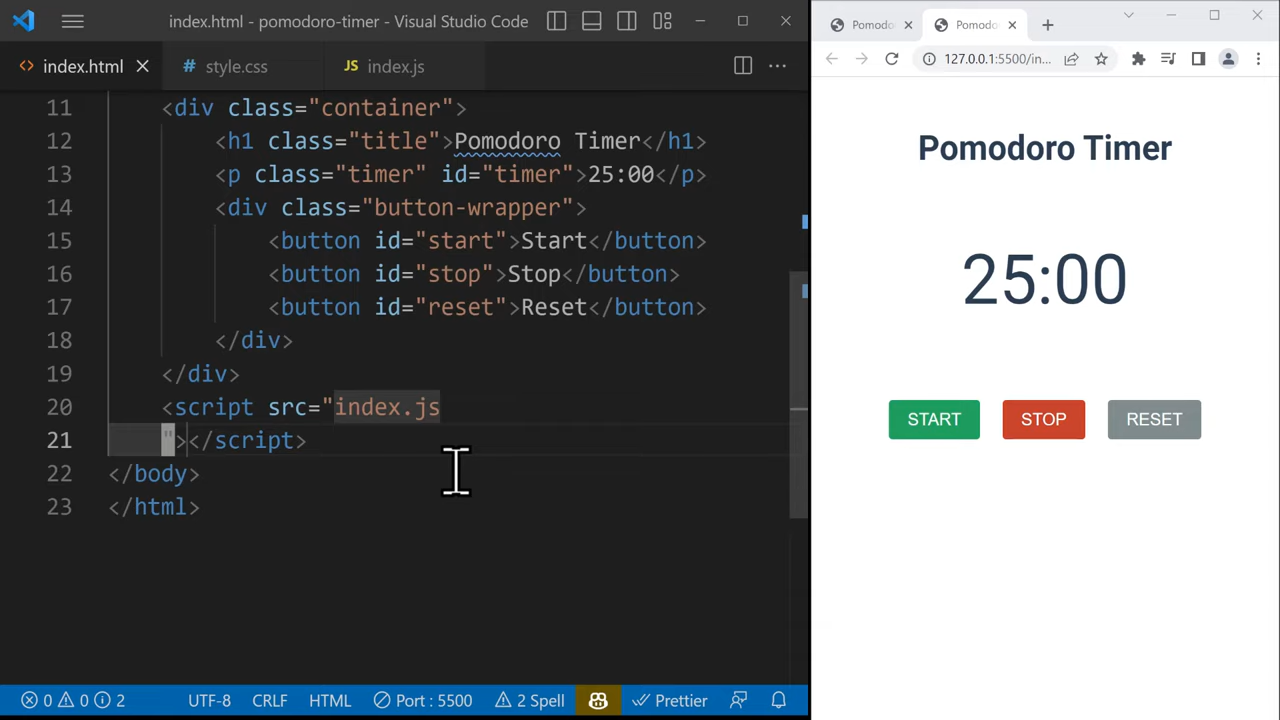 index.html - pomodoro-timer - Visual Studio Code
index.html
# style.css
JS index.js
11 <div class="container">
12 <h1 class="title">Pomodoro Timer</h1>
13 <p class="timer" id="timer">25:00</p>
14 <div class="button-wrapper">
15 <button id="start">Start</button>
16 <button id="stop">Stop</button>
17 <button id="reset">Reset</button>
18 </div>
19 </div>
20 <script src="index.js
21 "></script>
22 </body>
23 </html>
0 0 2 UTF-8 CRLF HTML Port : 5500 2 Spell Prettier
Pomodo
Pomodo
127.0.0.1:5500/in...
Pomodoro Timer
25:00
START STOP RESET